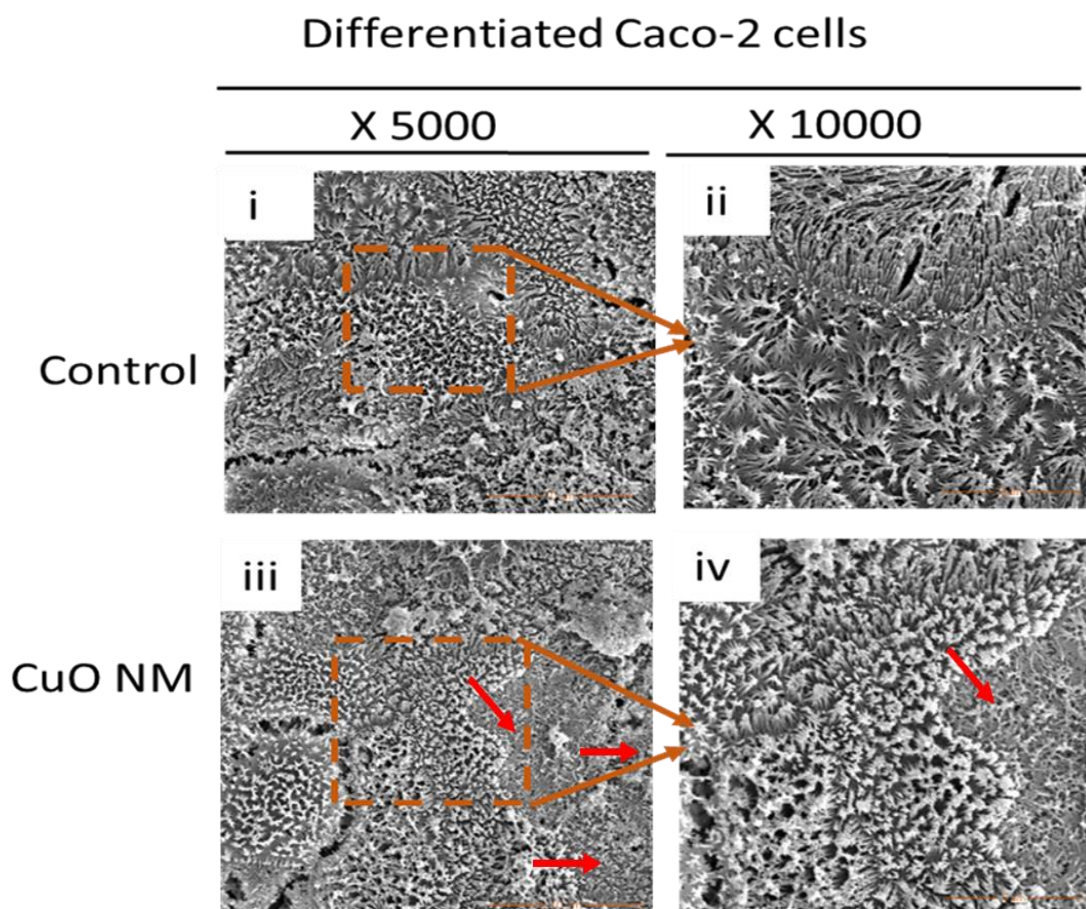 Differentiated Caco-2 cells
X 5000
X 10000
i
ii
Control
iii
iv
CuO NM